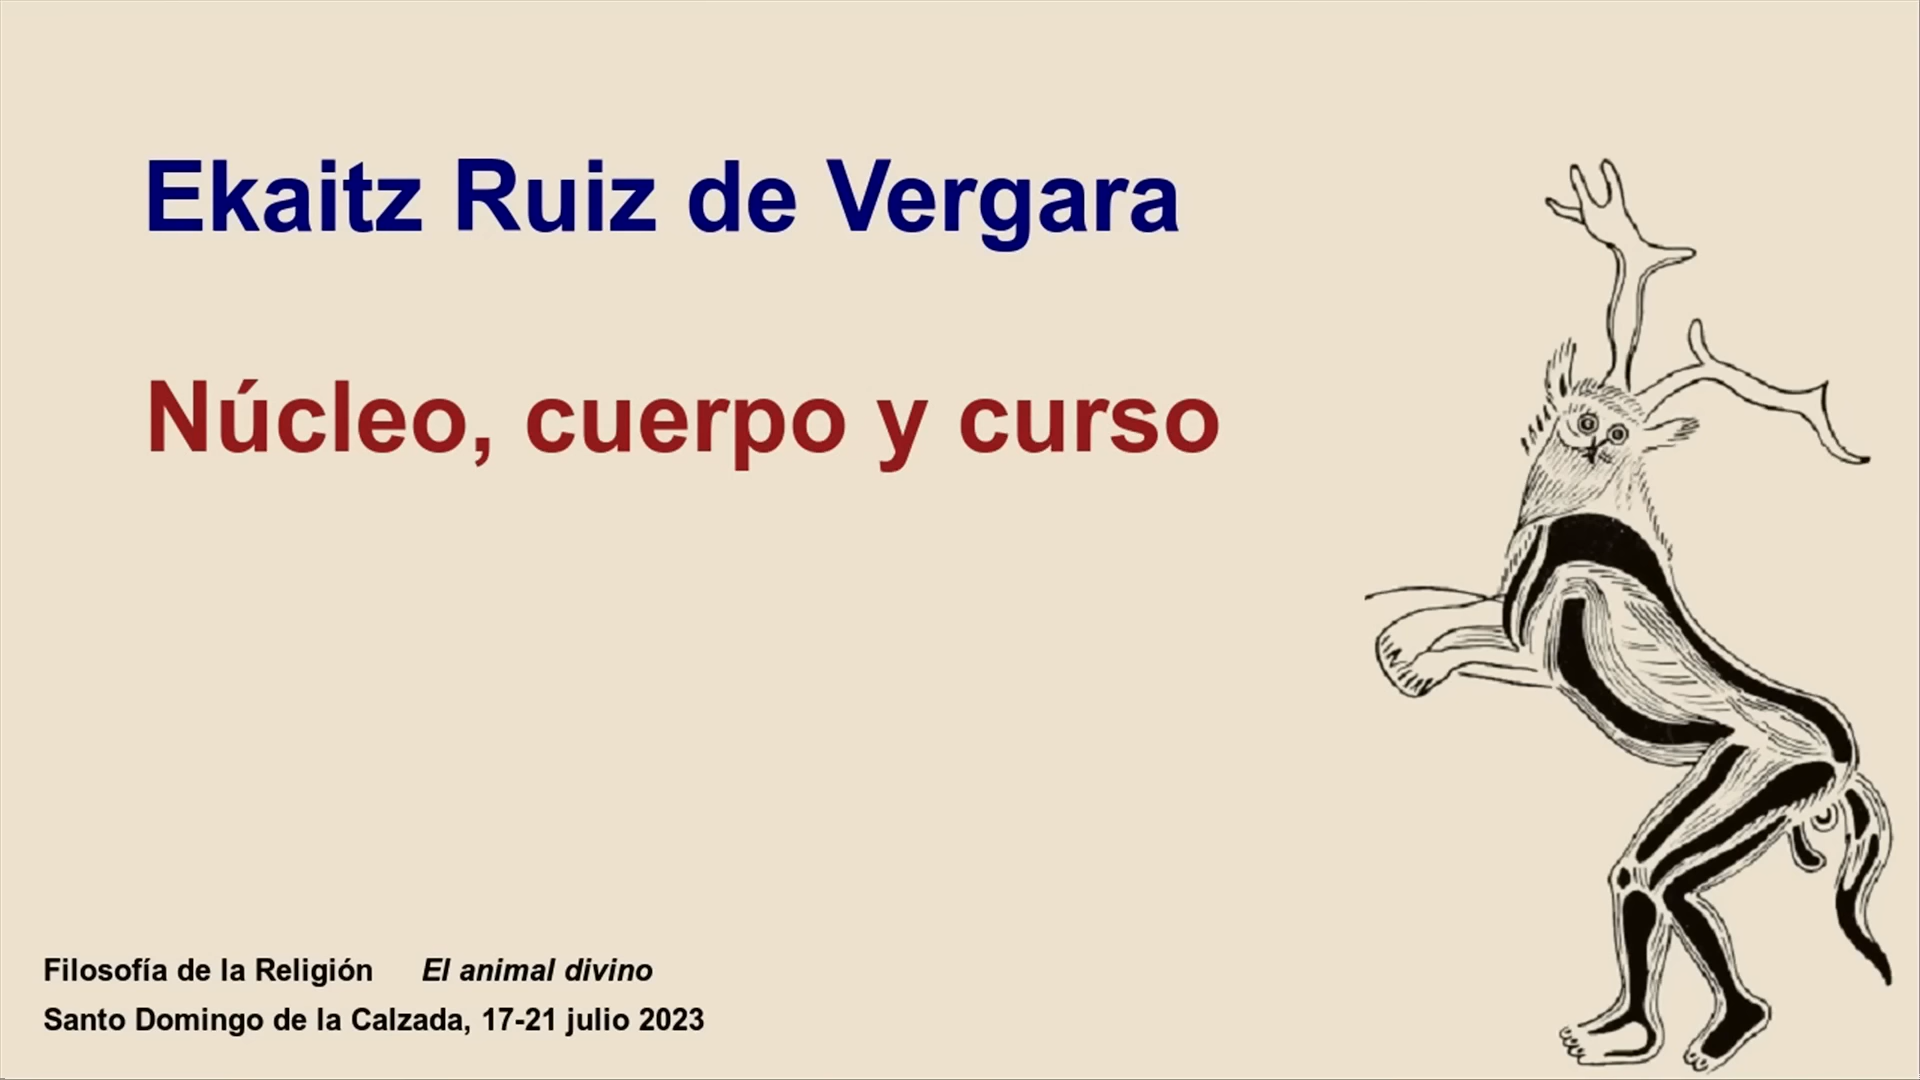 Ekaitz Ruiz de Vergara
Núcleo, cuerpo y curso
Filosofía de la Religión El animal divino
Santo Domingo de la Calzada, 17-21 julio 2023